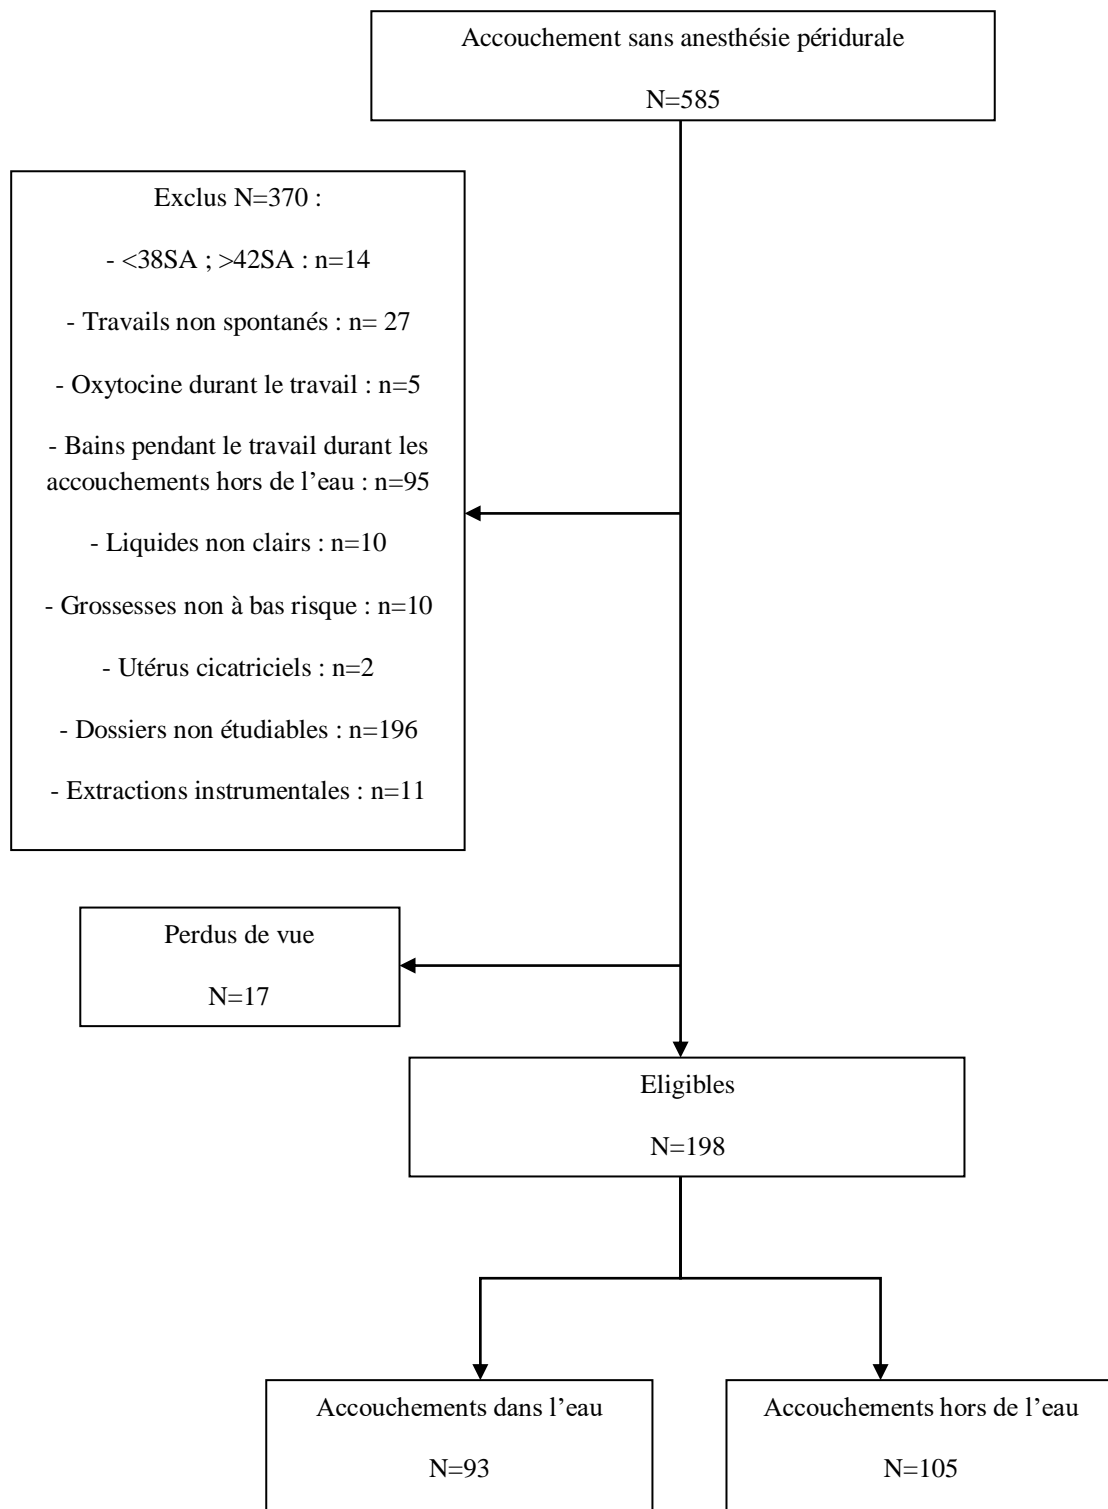 Accouchement sans anesthésie péridurale
N=585
Exclus N=370 :
- <38SA ; >42SA : n=14
- Travails non spontanés : n= 27
- Oxytocine durant le travail : n=5
- Bains pendant le travail durant les
accouchements hors de l’eau : n=95
- Liquides non clairs : n=10
- Grossesses non à bas risque : n=10
- Utérus cicatriciels : n=2
- Dossiers non étudiables : n=196
- Extractions instrumentales : n=11
Perdus de vue
N=17
Eligibles
N=198
Accouchements dans l’eau
N=93
Accouchements hors de l’eau
N=105